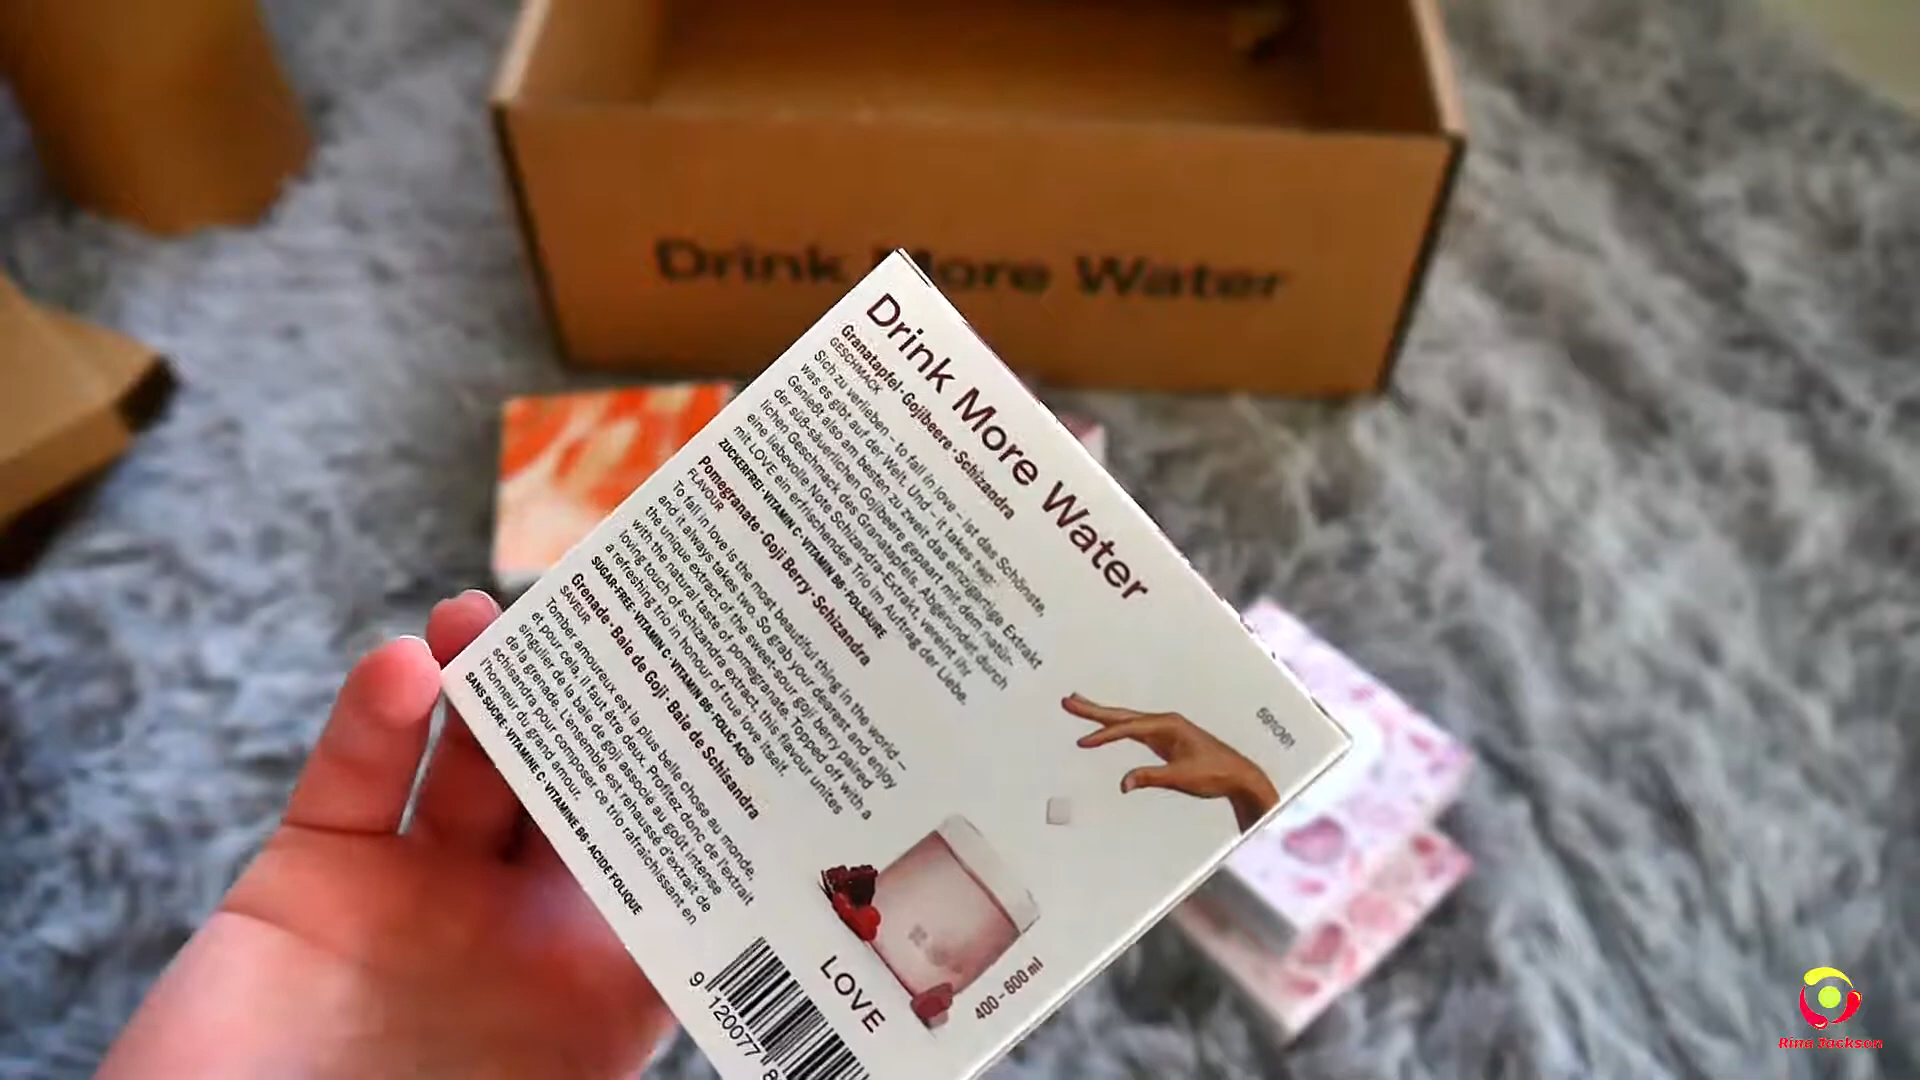 Drink More Water
Drink More Water
Granatapfel · Gojibeere · Schizandra
GESCHMACK
Sich zu verlieben – to fall in love – ist das Schönste,
was es gibt auf der Welt. Und – it takes two.
Genießt also am besten zu zweit das einzigartige Extrakt
der süß-säuerlichen Gojibeere gepaart mit dem natür-
lichen Geschmack des Granatapfels. Abgerundet durch
eine liebevolle Note Schizandra-Extrakt, vereint ihr
mit LOVE ein erfrischendes Trio im Auftrag der Liebe.
ZUCKERFREI · VITAMIN C · VITAMIN B6 · FOLSÄURE
Pomegranate · Goji Berry · Schizandra
FLAVOUR
To fall in love is the most beautiful thing in the world –
and it always takes two. So grab your dearest and enjoy
the unique extract of the sweet-sour goji berry paired
with the natural taste of pomegranate. Topped off with a
loving touch of schizandra extract, this flavour unites
a refreshing trio in honour of true love itself.
SUGAR-FREE · VITAMIN C · VITAMIN B6 · FOLIC ACID
Grenade · Baie de Goji · Baie de Schisandra
SAVEUR
Tomber amoureux est la plus belle chose au monde,
et pour cela, il faut être deux. Profitez donc de l'extrait
singulier de la baie de goji associé au goût intense
de la grenade. L'ensemble est rehaussé d'extrait de
schisandra pour composer ce trio rafraîchissant en
l'honneur du grand amour.
SANS SUCRE · VITAMINE C · VITAMINE B6 · ACIDE FOLIQUE
LOVE
400 – 600 ml
9 120077 8
Rina Jackson